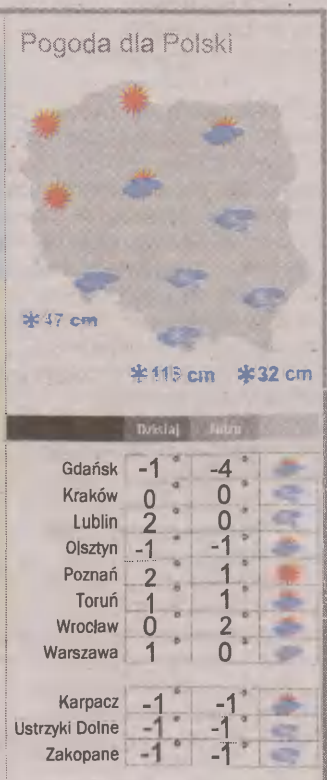 Pogoda dla Polski
47 cm
115 cm 32 cm
Dzisiaj Jutro
Gdańsk -1° -4°
Kraków 0° 0°
Lublin 2° 0°
Olsztyn -1° -1°
Poznań 2° 1°
Toruń 1° 1°
Wrocław 0° 2°
Warszawa 1° 0°
Karpacz -1° -1°
Ustrzyki Dolne -1° -1°
Zakopane -1° -1°